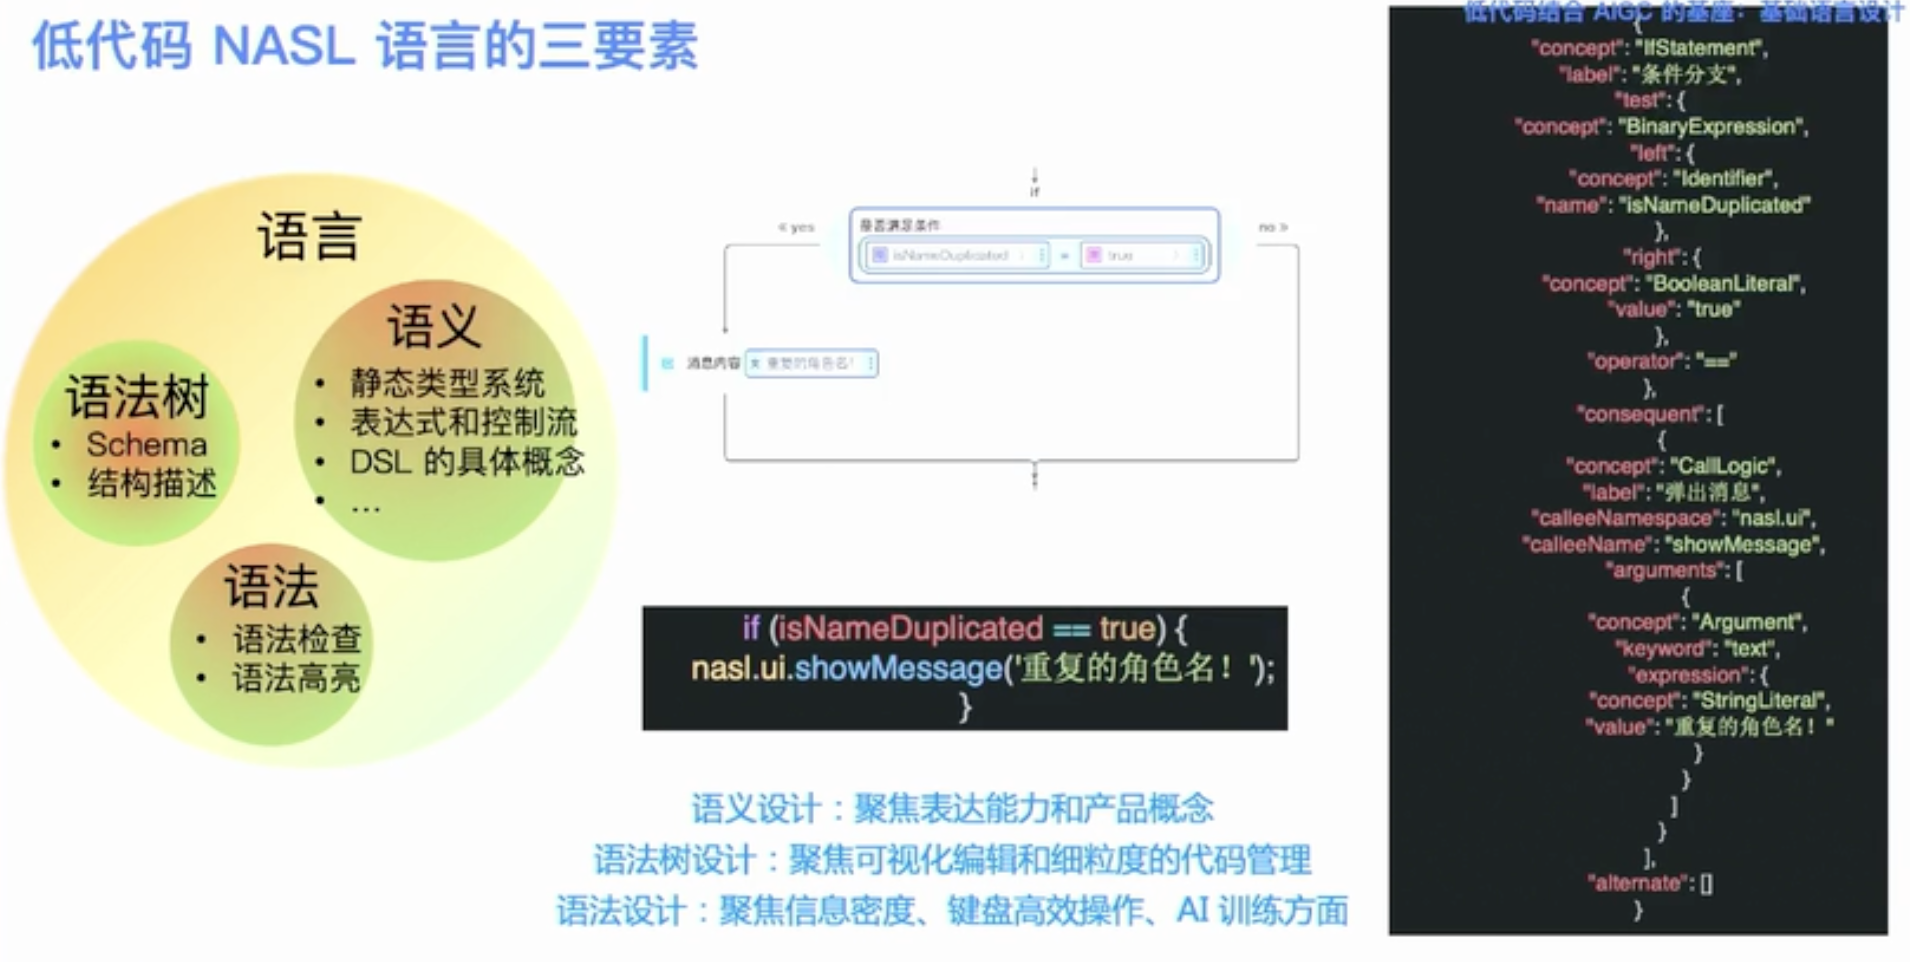 低代码 NASL 语言的三要素
低代码结合 AIGC 的基座：基础语言设计
语言
语法树
• Schema
• 结构描述
语义
• 静态类型系统
• 表达式和控制流
• DSL 的具体概念
• ...
语法
• 语法检查
• 语法高亮
if
« yes
是否满足条件
no »
isNameDuplicated
=
true
消息内容
重复的角色名!
if (isNameDuplicated == true) {
nasl.ui.showMessage('重复的角色名！');
}
语义设计：聚焦表达能力和产品概念
语法树设计：聚焦可视化编辑和细粒度的代码管理
语法设计：聚焦信息密度、键盘高效操作、AI 训练方面
{
"concept": "IfStatement",
"label": "条件分支",
"test": {
"concept": "BinaryExpression",
"left": {
"concept": "Identifier",
"name": "isNameDuplicated"
},
"right": {
"concept": "BooleanLiteral",
"value": "true"
},
"operator": "=="
},
"consequent": [
{
"concept": "CallLogic",
"label": "弹出消息",
"calleeNamespace": "nasl.ui",
"calleeName": "showMessage",
"arguments": [
{
"concept": "Argument",
"keyword": "text",
"expression": {
"concept": "StringLiteral",
"value": "重复的角色名！"
}
}
]
}
],
"alternate": []
}